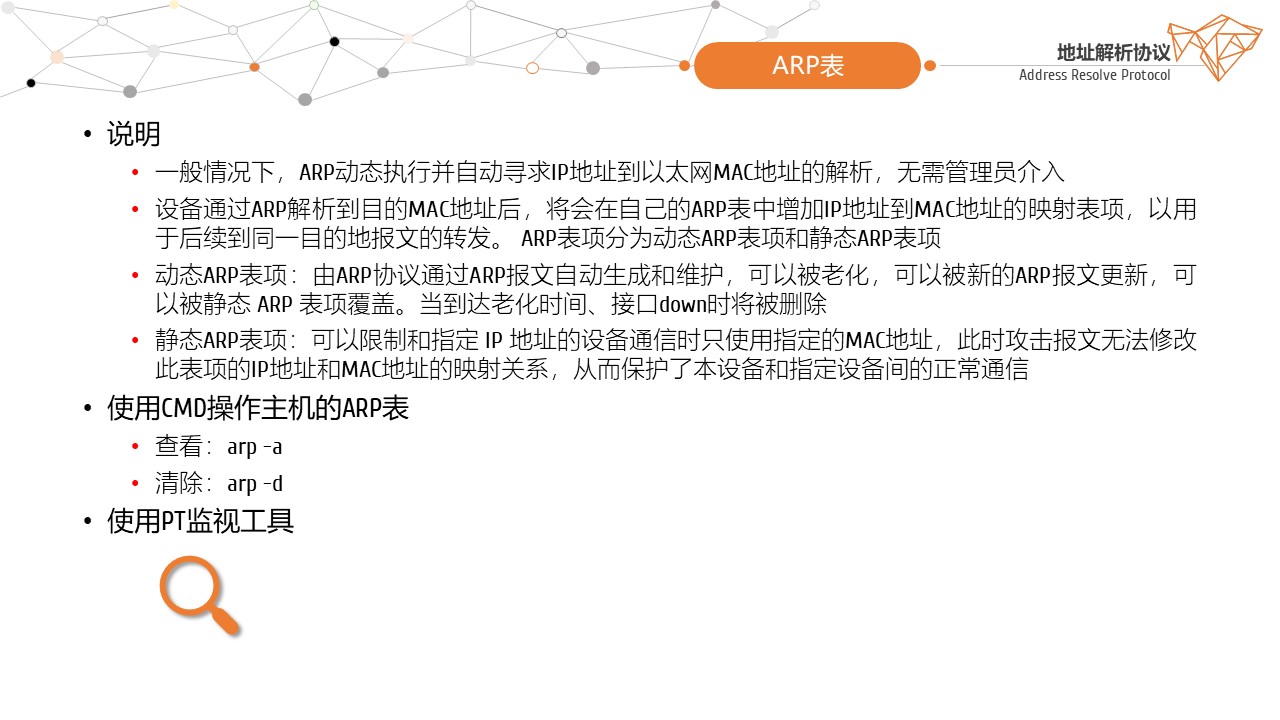 ARP表
地址解析协议
Address Resolve Protocol
• 说明
• 一般情况下，ARP动态执行并自动寻求IP地址到以太网MAC地址的解析，无需管理员介入
• 设备通过ARP解析到目的MAC地址后，将会在自己的ARP表中增加IP地址到MAC地址的映射表项，以用
于后续到同一目的地报文的转发。 ARP表项分为动态ARP表项和静态ARP表项
• 动态ARP表项：由ARP协议通过ARP报文自动生成和维护，可以被老化，可以被新的ARP报文更新，可
以被静态 ARP 表项覆盖。当到达老化时间、接口down时将被删除
• 静态ARP表项：可以限制和指定 IP 地址的设备通信时只使用指定的MAC地址，此时攻击报文无法修改
此表项的IP地址和MAC地址的映射关系，从而保护了本设备和指定设备间的正常通信
• 使用CMD操作主机的ARP表
• 查看：arp -a
• 清除：arp -d
• 使用PT监视工具